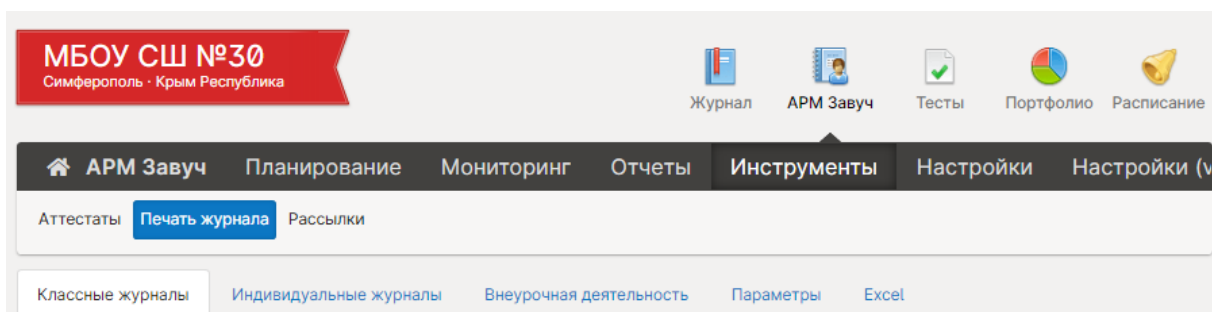 МБОУ СШ №30
Симферополь · Крым Республика
Журнал АРМ Завуч Тесты Портфолио Расписание
АРМ Завуч Планирование Мониторинг Отчеты Инструменты Настройки Настройки (v
Аттестаты Печать журнала Рассылки
Классные журналы Индивидуальные журналы Внеурочная деятельность Параметры Excel